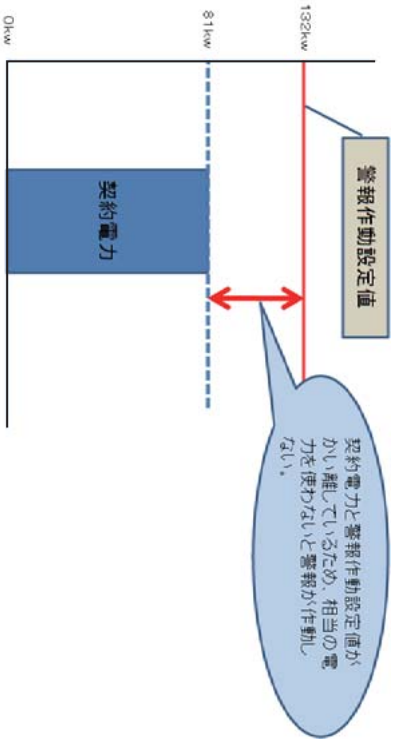 警報作動設定値
132kw
81kw
0kw
契約電力
契約電力と警報作動設定値が
かい離しているため、相当の電
力を使わないと警報が作動し
ない。